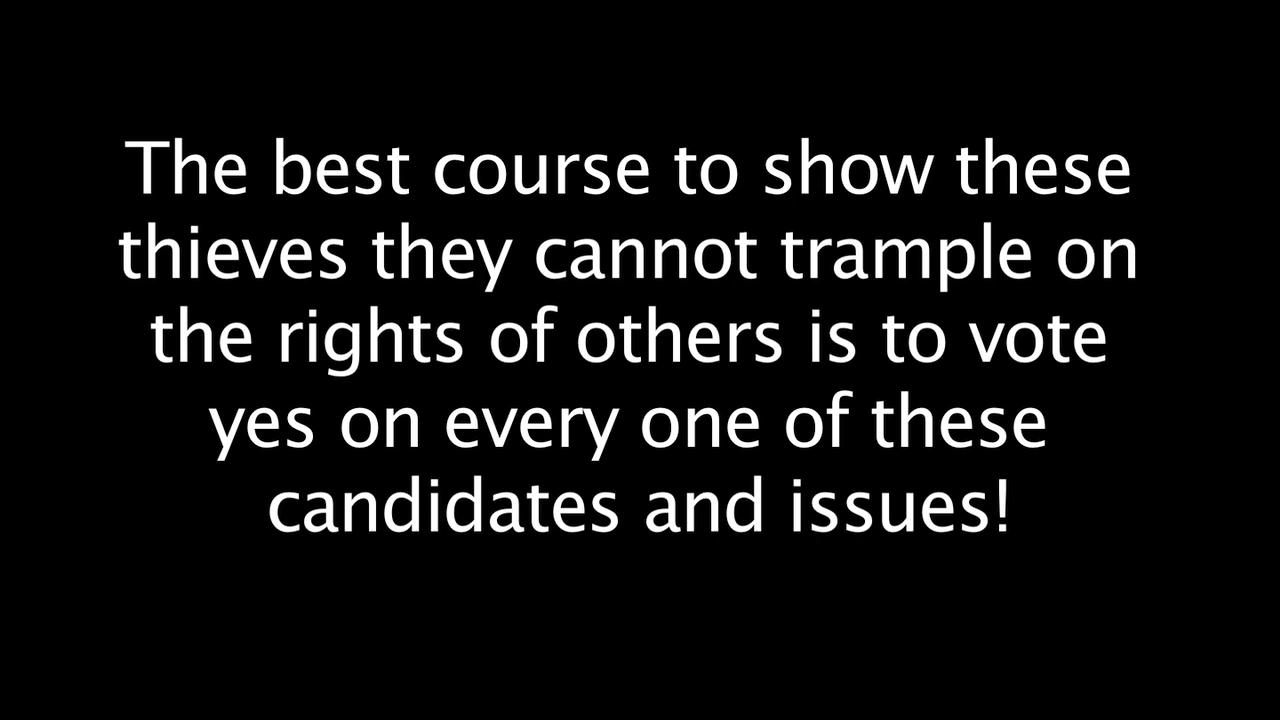 The best course to show these
thieves they cannot trample on
the rights of others is to vote
yes on every one of these
candidates and issues!